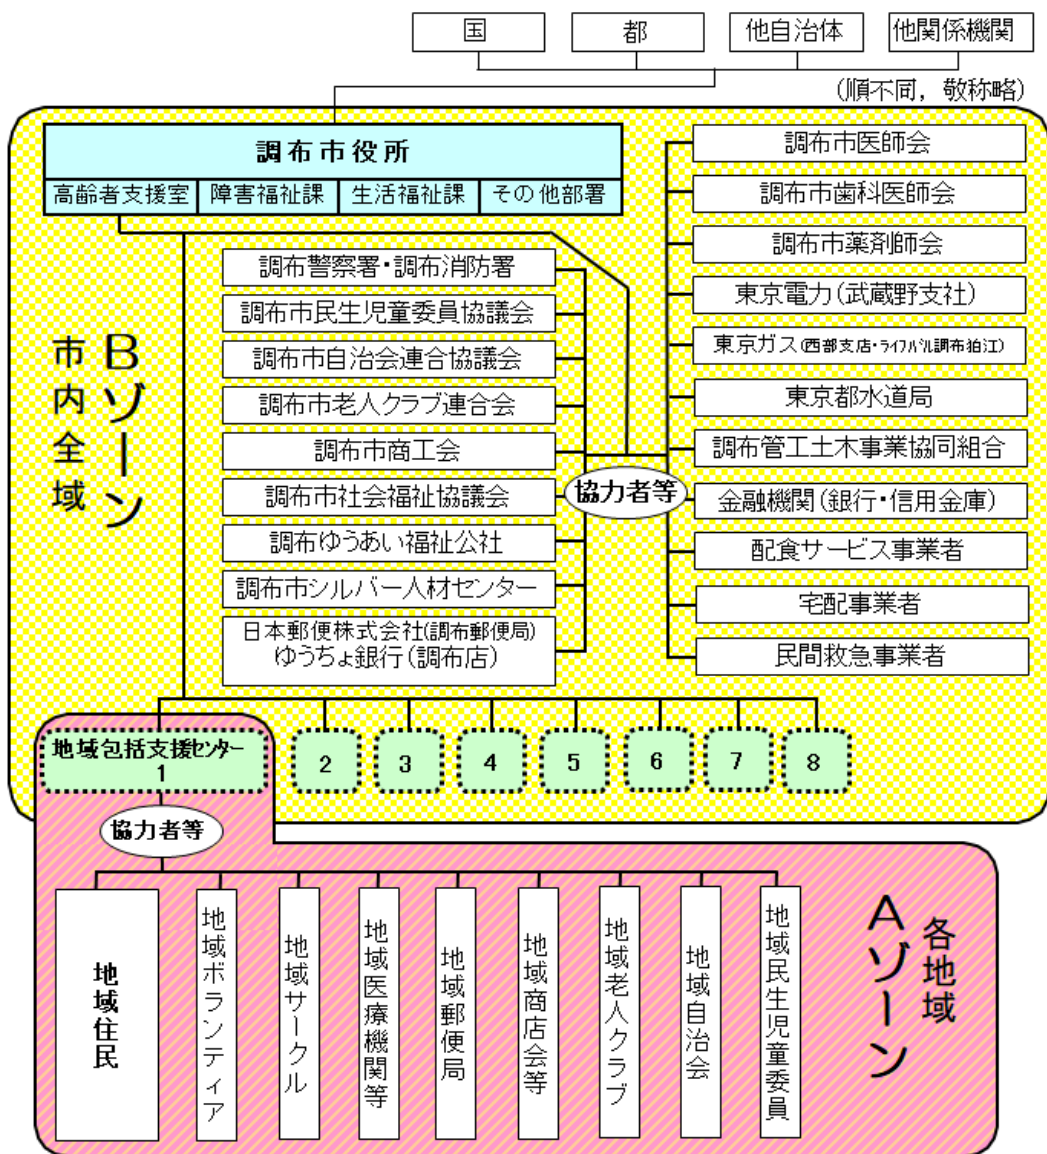 国
都
他自治体
他関係機関
(順不同，敬称略)
調布市役所
高齢者支援室
障害福祉課
生活福祉課
その他部署
Bゾーン
市内全域
調布警察署・調布消防署
調布市民生児童委員協議会
調布市自治会連合協議会
調布市老人クラブ連合会
調布市商工会
調布市社会福祉協議会
調布ゆうあい福祉公社
調布市シルバー人材センター
日本郵便株式会社(調布郵便局)
ゆうちょ銀行(調布店)
協力者等
調布市医師会
調布市歯科医師会
調布市薬剤師会
東京電力(武蔵野支社)
東京ガス(西部支店・ﾗｲﾌﾊﾞﾙ調布狛江)
東京都水道局
調布管工土木事業協同組合
金融機関(銀行・信用金庫)
配食サービス事業者
宅配事業者
民間救急事業者
地域包括支援ｾﾝﾀｰ
1
2
3
4
5
6
7
8
協力者等
地域住民
地域ボランティア
地域サークル
地域医療機関等
地域郵便局
地域商店会等
地域老人クラブ
地域自治会
地域民生児童委員
Aゾーン
各地域